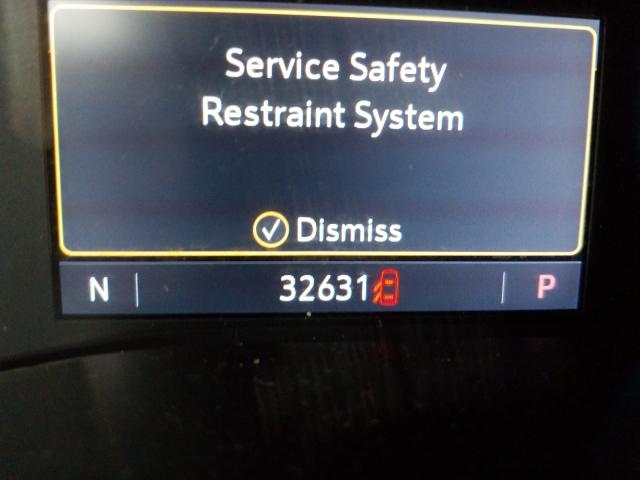 Service Safety
Restraint System
Dismiss
N 32631 P